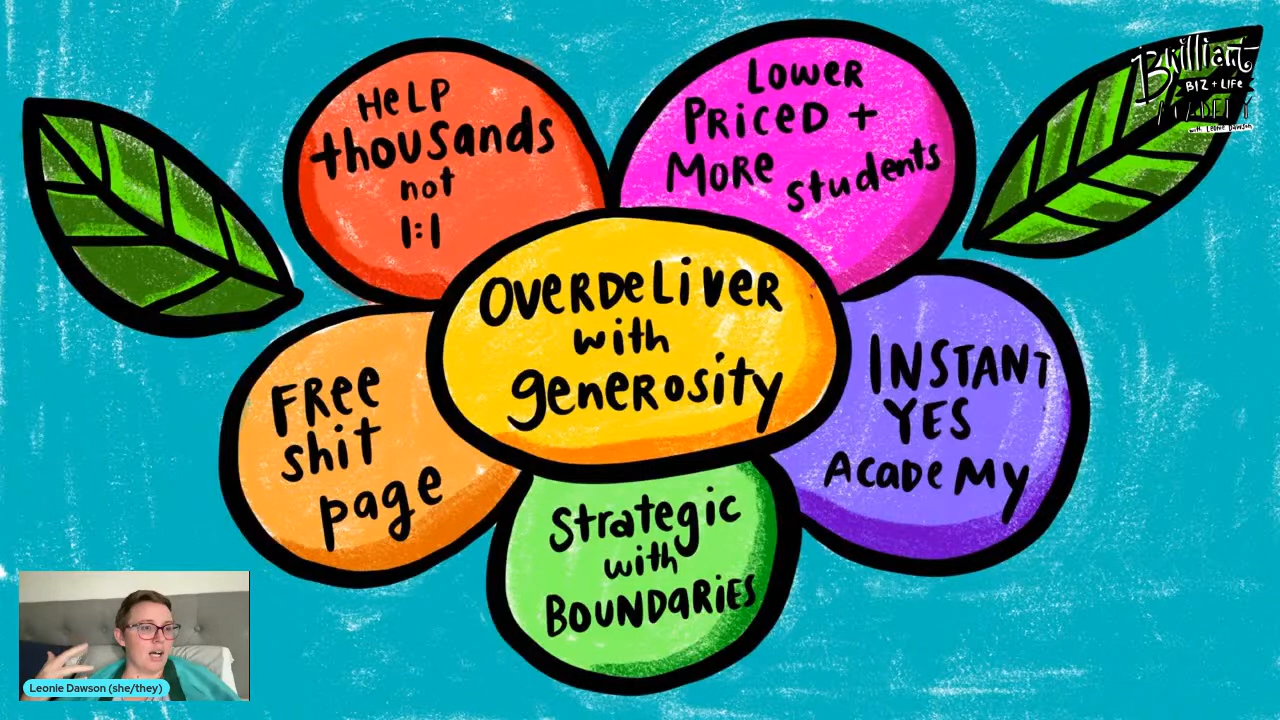 HELP
thousands
not
1:1
LOWER
PRICED +
MORE students
Brilliant
BIZ + LIFE
ACADEMY
with Leonie Dawson
OVERDELIVER
with
generosity
FREE
shit
page
INSTANT
YES
ACADEMY
Strategic
with
BOUNDARIES
Leonie Dawson (she/they)